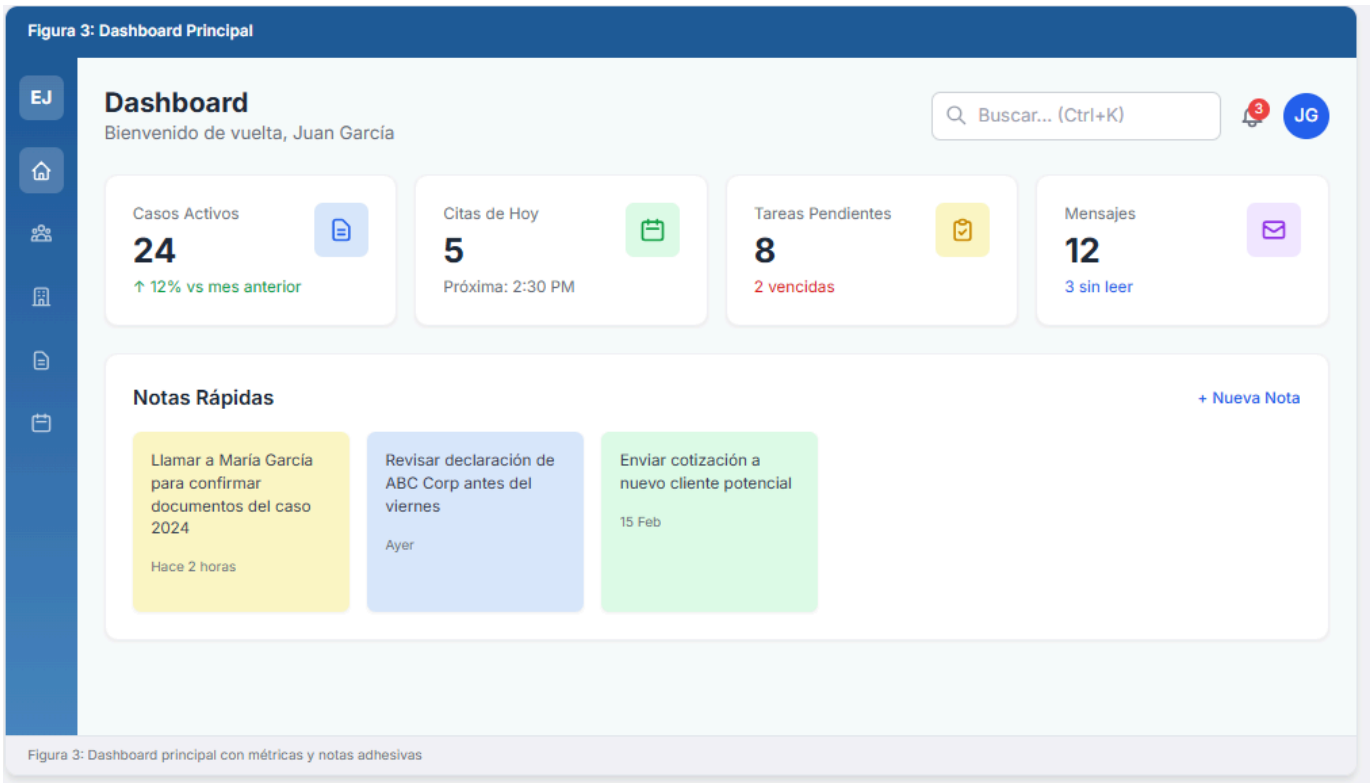 Figura 3: Dashboard Principal
EJ
Dashboard
Bienvenido de vuelta, Juan García
Buscar... (Ctrl+K)
3
JG
Casos Activos
24
↑ 12% vs mes anterior
Citas de Hoy
5
Próxima: 2:30 PM
Tareas Pendientes
8
2 vencidas
Mensajes
12
3 sin leer
Notas Rápidas
+ Nueva Nota
Llamar a María García
para confirmar
documentos del caso
2024
Hace 2 horas
Revisar declaración de
ABC Corp antes del
viernes
Ayer
Enviar cotización a
nuevo cliente potencial
15 Feb
Figura 3: Dashboard principal con métricas y notas adhesivas